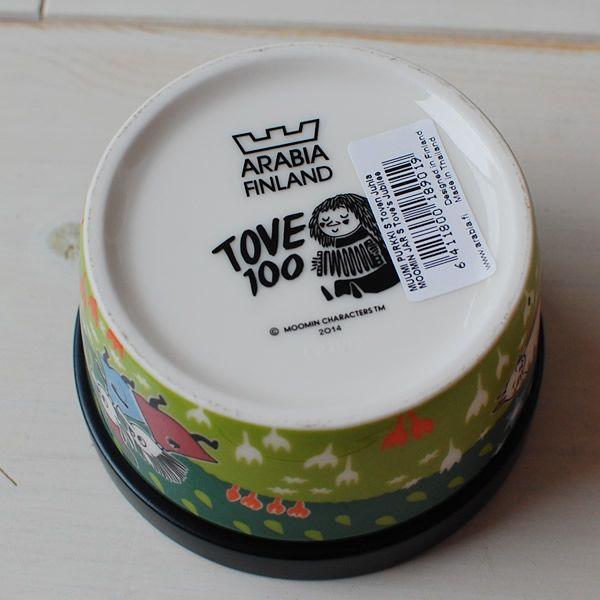 ARABIA
FINLAND
TOVE
100
© MOOMIN CHARACTERS TM
2014
MUUMI PURKKI S Toven Juhla
MOOMIN JAR S Tove's Jubilee
6 411800 189019
Designed in Finland
Made in Thailand
www.arabia.fi